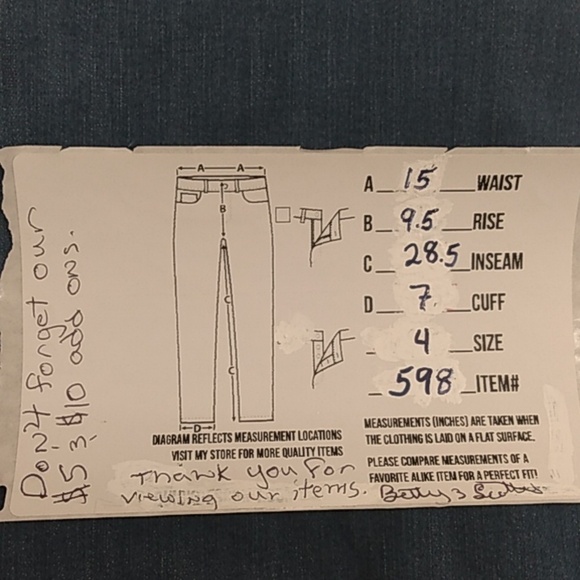 Don't forget our
$5 3, $10 add ons.
A A
B
C
C
D
A 15 WAIST
B 9.5 RISE
C 28.5 INSEAM
D 7 CUFF
4 SIZE
598 ITEM#
DIAGRAM REFLECTS MEASUREMENT LOCATIONS
VISIT MY STORE FOR MORE QUALITY ITEMS
Thank you for
viewing our items.
MEASUREMENTS (INCHES) ARE TAKEN WHEN
THE CLOTHING IS LAID ON A FLAT SURFACE.
PLEASE COMPARE MEASUREMENTS OF A
FAVORITE ALIKE ITEM FOR A PERFECT FIT!
Betty